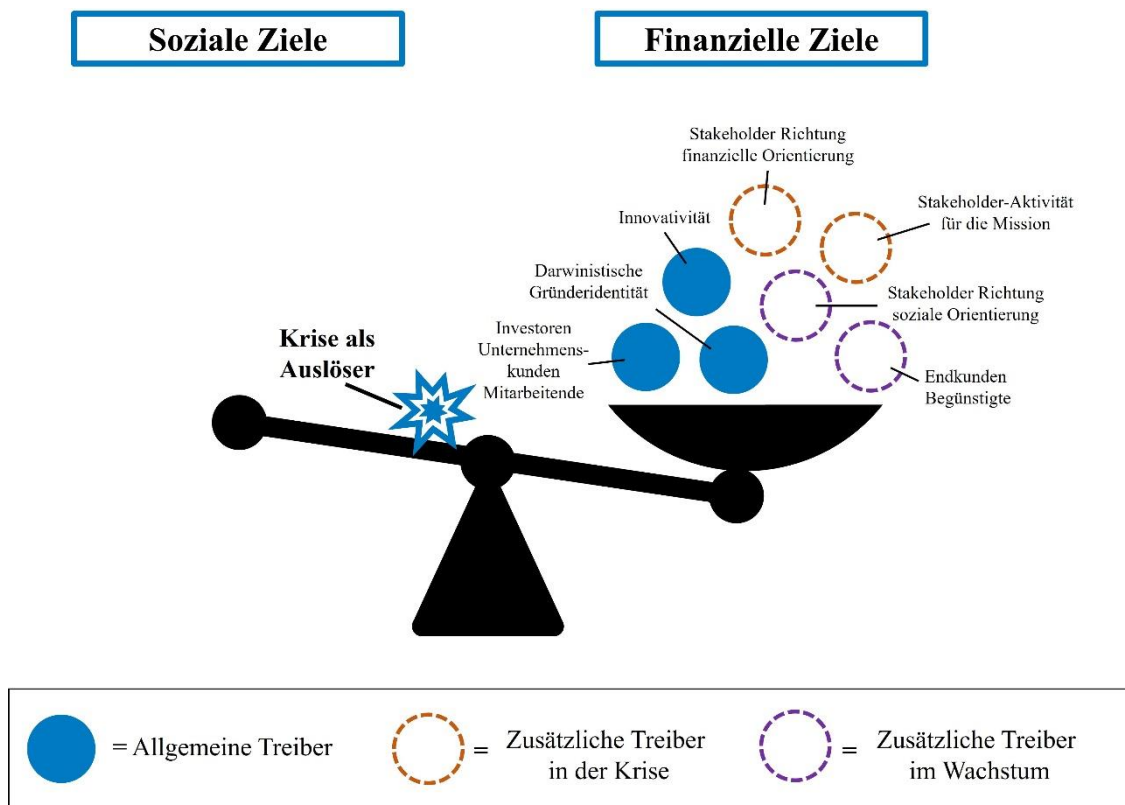 Soziale Ziele
Finanzielle Ziele
Stakeholder Richtung
finanzielle Orientierung
Stakeholder-Aktivität
für die Mission
Innovativität
Darwinistische
Gründeridentität
Stakeholder Richtung
soziale Orientierung
Investoren
Unternehmens-
kunden
Mitarbeitende
Endkunden
Begünstigte
Krise als
Auslöser
= Allgemeine Treiber
= Zusätzliche Treiber
in der Krise
= Zusätzliche Treiber
im Wachstum